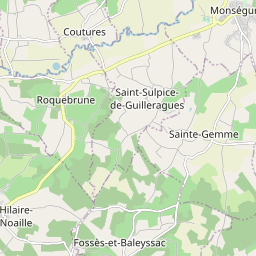 Monségur
Coutures
Saint-Sulpice-
de-Guilleragues
Roquebrune
Sainte-Gemme
Hilaire-
Noaille
Fossès-et-Baleyssac